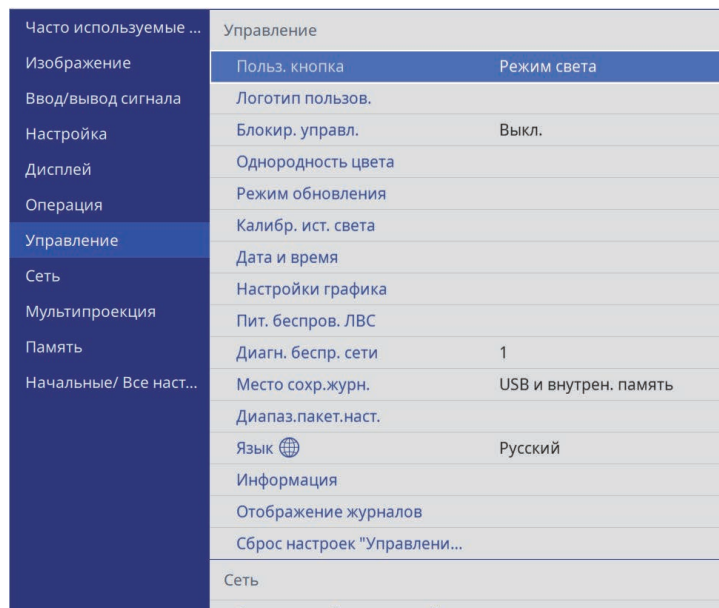 Часто используемые ...
Изображение
Ввод/вывод сигнала
Настройка
Дисплей
Операция
Управление
Сеть
Мультипроекция
Память
Начальные/ Все наст...
Управление
Польз. кнопка Режим света
Логотип пользов.
Блокир. управл. Выкл.
Однородность цвета
Режим обновления
Калибр. ист. света
Дата и время
Настройки графика
Пит. беспров. ЛВС
Диагн. беспр. сети 1
Место сохр.журн. USB и внутрен. память
Диапаз.пакет.наст.
Язык Русский
Информация
Отображение журналов
Сброс настроек "Управлени...
Сеть